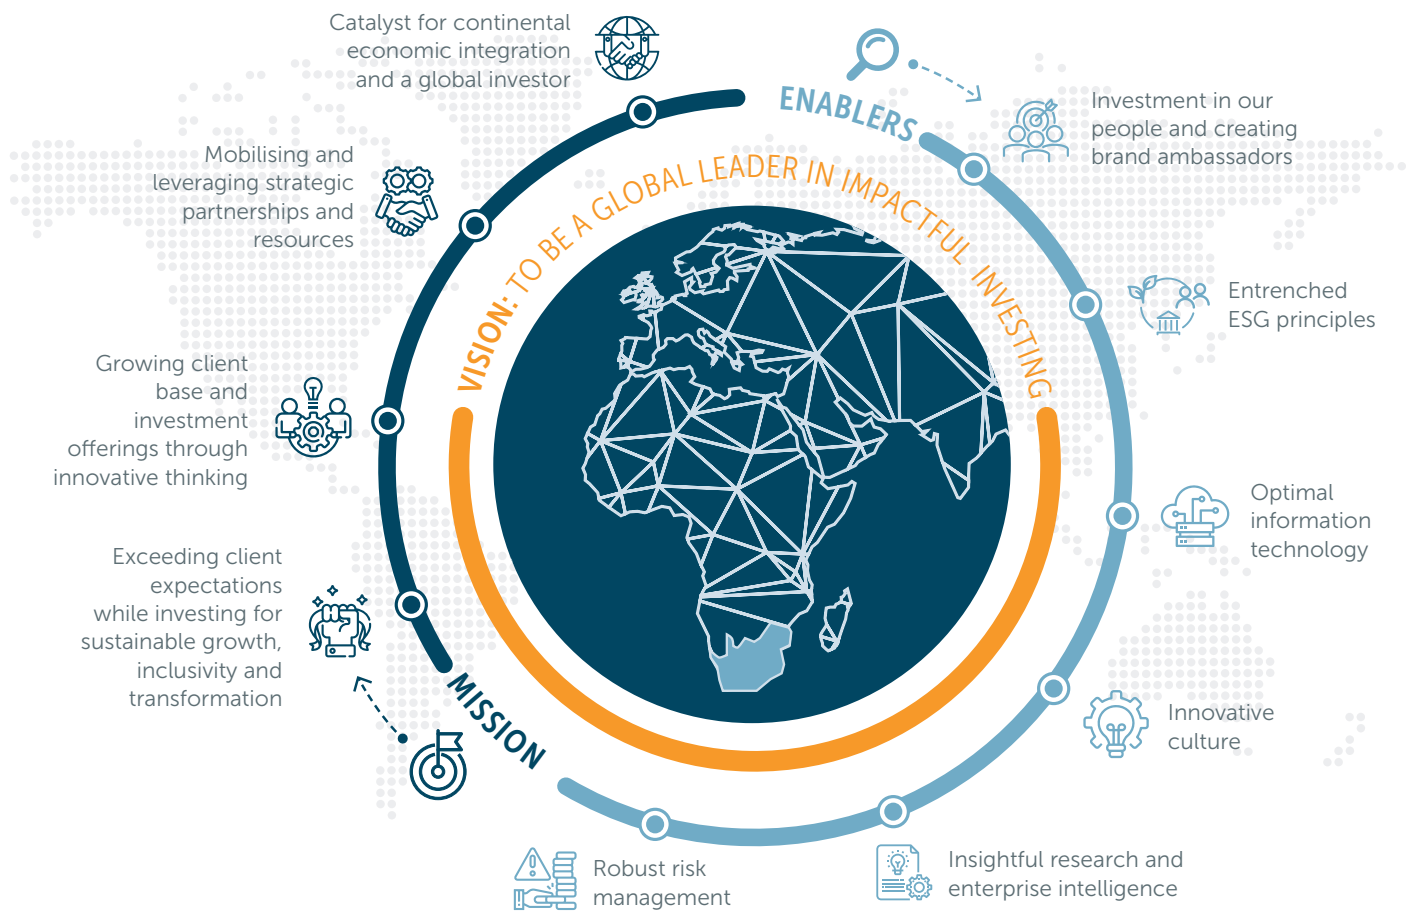 Catalyst for continental
economic integration
and a global investor
Mobilising and
leveraging strategic
partnerships and
resources
Growing client
base and
investment
offerings through
innovative thinking
Exceeding client
expectations
while investing for
sustainable growth,
inclusivity and
transformation
MISSION
VISION: TO BE A GLOBAL LEADER IN IMPACTFUL INVESTING
ENABLERS
Investment in our
people and creating
brand ambassadors
Entrenched
ESG principles
Optimal
information
technology
Innovative
culture
Insightful research and
enterprise intelligence
Robust risk
management